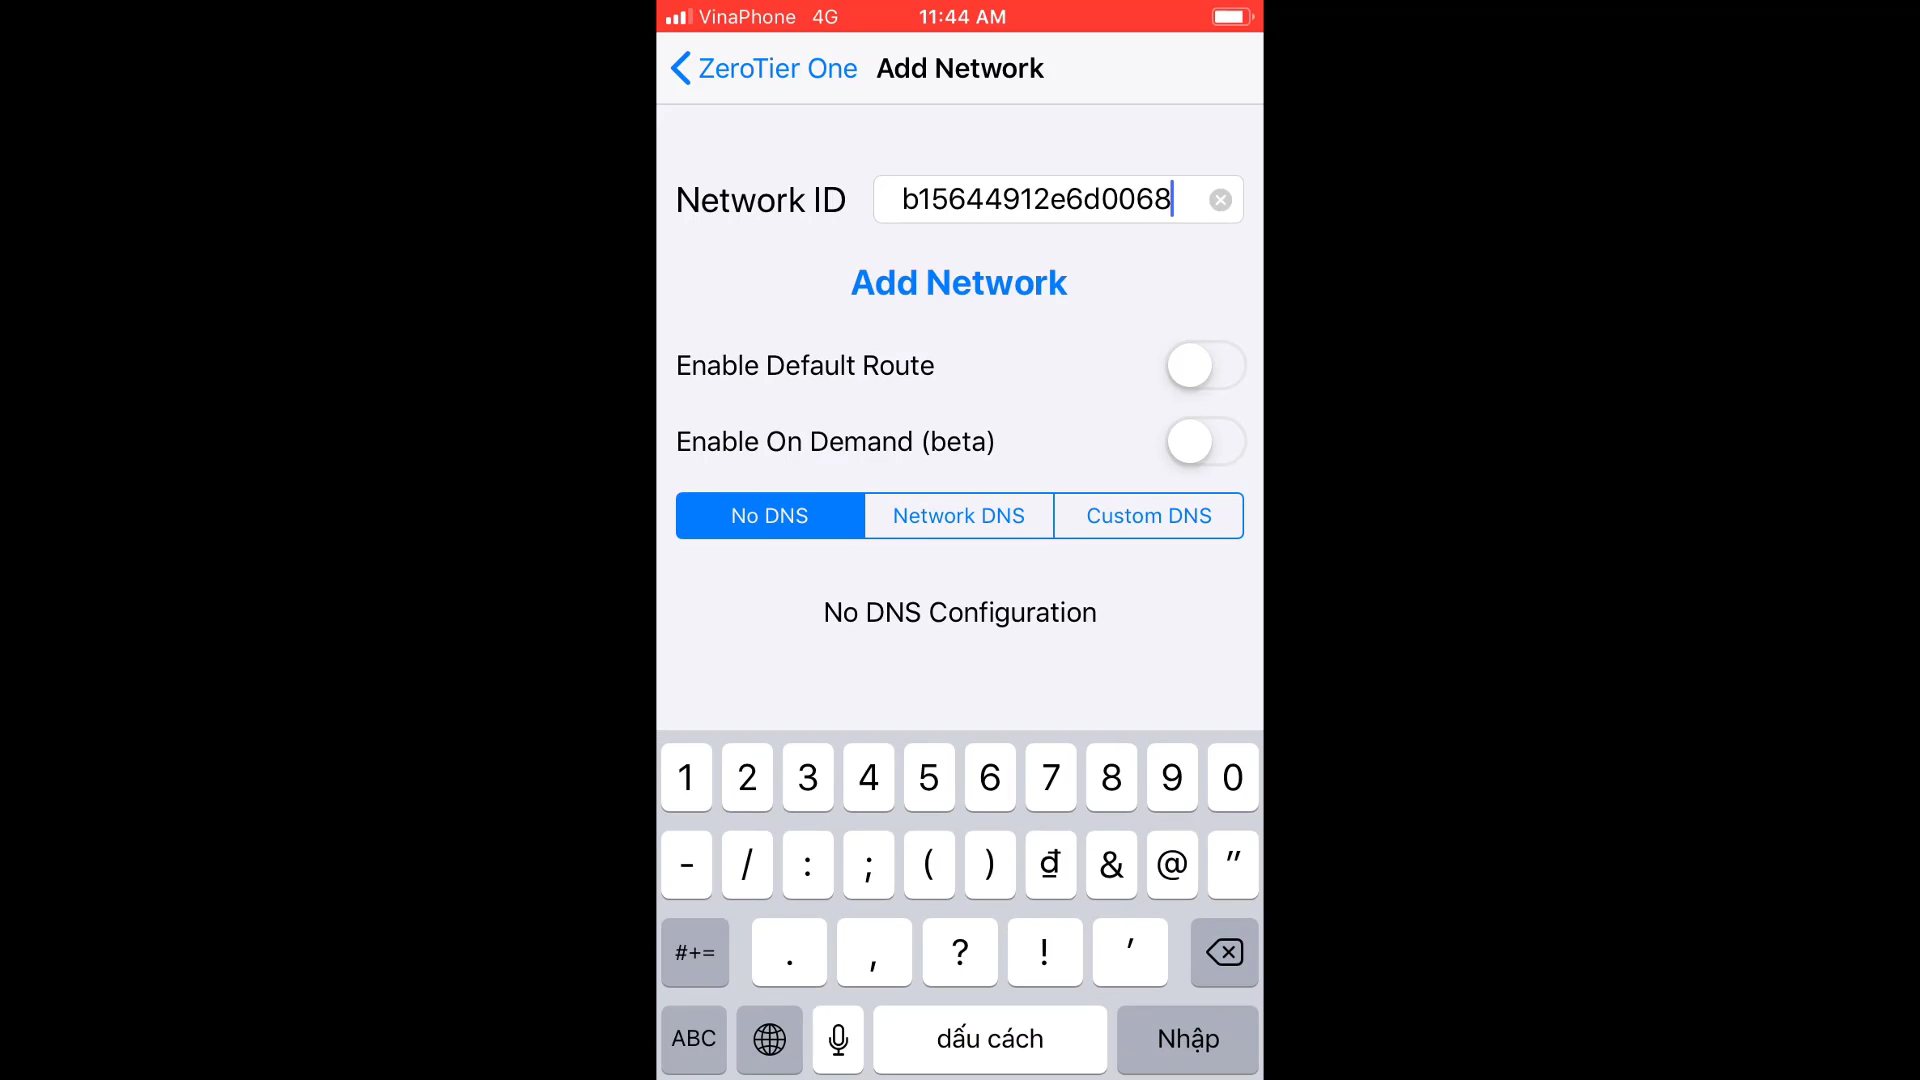 VinaPhone 4G 11:44 AM
ZeroTier One Add Network
Network ID b15644912e6d0068
Add Network
Enable Default Route
Enable On Demand (beta)
No DNS Network DNS Custom DNS
No DNS Configuration
1 2 3 4 5 6 7 8 9 0
- / : ; ( ) ₫ & @ "
#+= . , ? ! '
ABC dấu cách Nhập